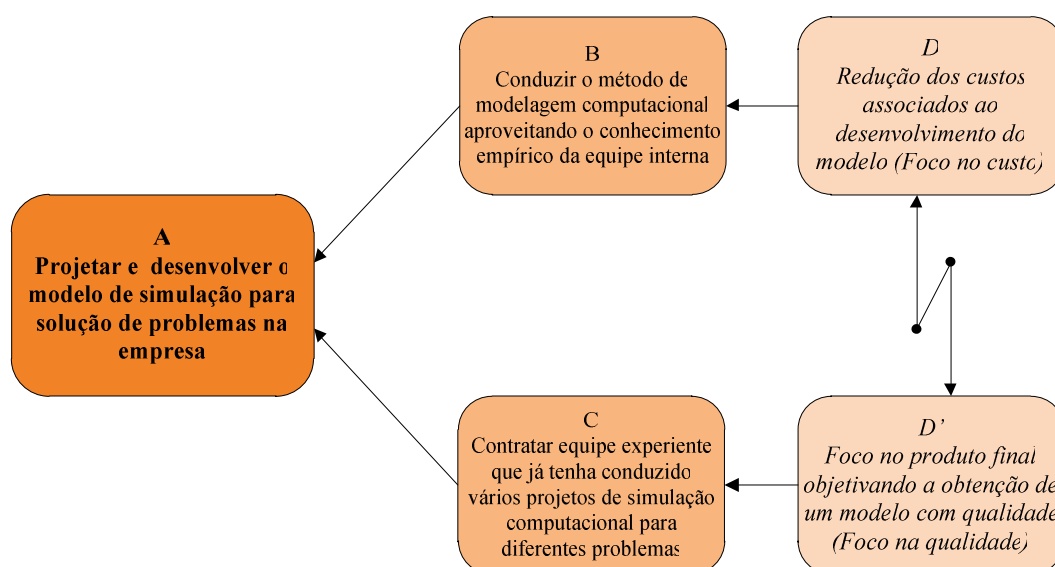 A
Projetar e desenvolver o
modelo de simulação para
solução de problemas na
empresa
B
Conduzir o método de
modelagem computacional
aproveitando o conhecimento
empírico da equipe interna
D
Redução dos custos
associados ao
desenvolvimento do
modelo (Foco no custo)
C
Contratar equipe experiente
que já tenha conduzido
vários projetos de simulação
computacional para
diferentes problemas
D’
Foco no produto final
objetivando a obtenção de
um modelo com qualidade
(Foco na qualidade)